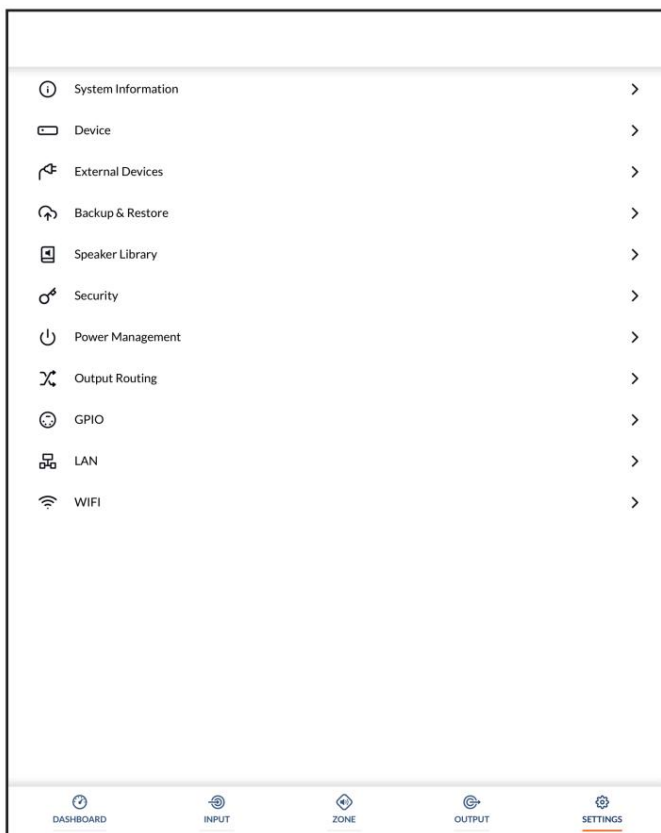 System Information
Device
External Devices
Backup & Restore
Speaker Library
Security
Power Management
Output Routing
GPIO
LAN
WIFI
DASHBOARD INPUT ZONE OUTPUT SETTINGS